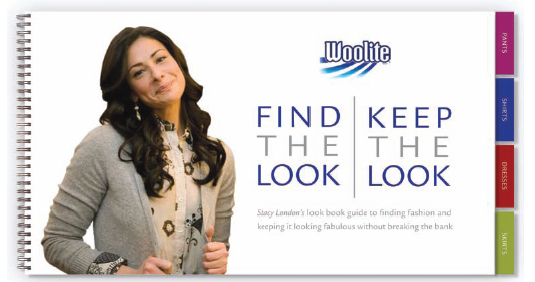 Woolite
FIND THE LOOK
KEEP THE LOOK
Stacy London's look book guide to finding fashion and
keeping it looking fabulous without breaking the bank
PANTS
SHIRTS
DRESSES
SKIRTS